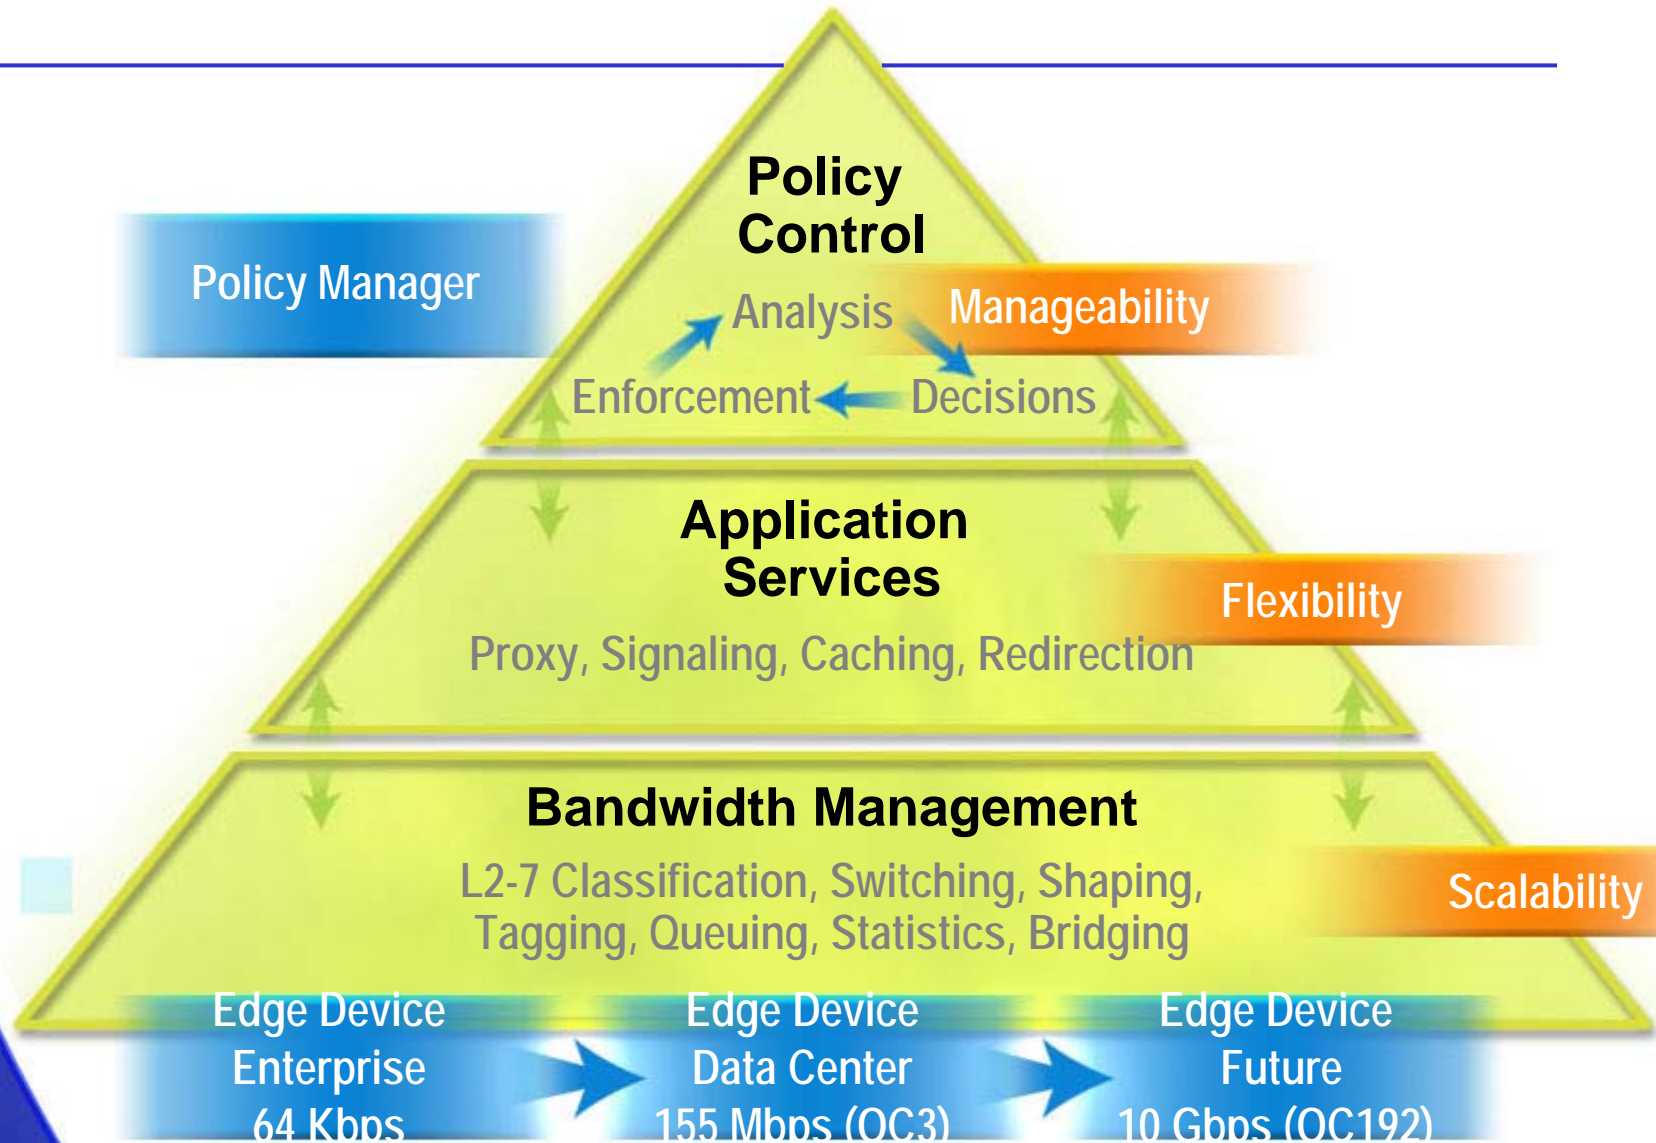 Policy
Control
Policy Manager
Analysis
Manageability
Enforcement
Decisions
Application
Services
Flexibility
Proxy, Signaling, Caching, Redirection
Bandwidth Management
L2-7 Classification, Switching, Shaping,
Tagging, Queuing, Statistics, Bridging
Scalability
Edge Device
Enterprise
64 Kbps
Edge Device
Data Center
155 Mbps (OC3)
Edge Device
Future
10 Gbps (OC192)